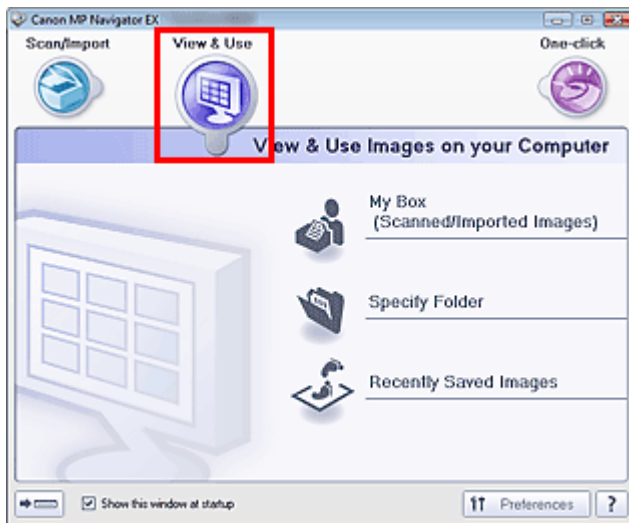 Canon MP Navigator EX
Scan/Import
View & Use
One-click
View & Use Images on your Computer
My Box
(Scanned/Imported Images)
Specify Folder
Recently Saved Images
Show this window at startup
Preferences
?